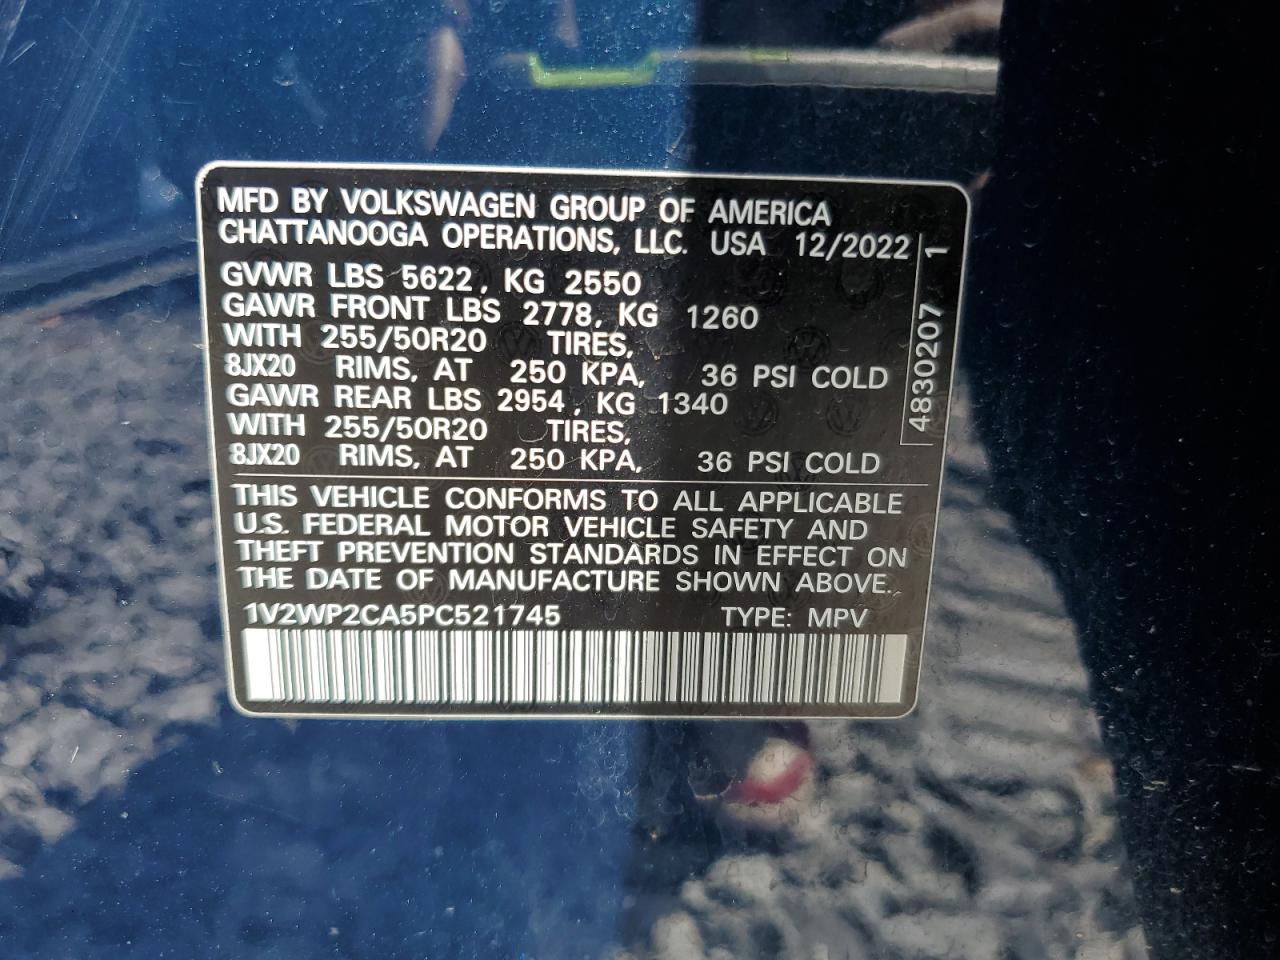 MFD BY VOLKSWAGEN GROUP OF AMERICA
CHATTANOOGA OPERATIONS, LLC. USA 12/2022
GVWR LBS 5622, KG 2550
GAWR FRONT LBS 2778, KG 1260
WITH 255/50R20 TIRES,
8JX20 RIMS, AT 250 KPA, 36 PSI COLD
GAWR REAR LBS 2954, KG 1340
WITH 255/50R20 TIRES,
8JX20 RIMS, AT 250 KPA, 36 PSI COLD
4830207 1
THIS VEHICLE CONFORMS TO ALL APPLICABLE
U.S. FEDERAL MOTOR VEHICLE SAFETY AND
THEFT PREVENTION STANDARDS IN EFFECT ON
THE DATE OF MANUFACTURE SHOWN ABOVE.
1V2WP2CA5PC521745 TYPE: MPV